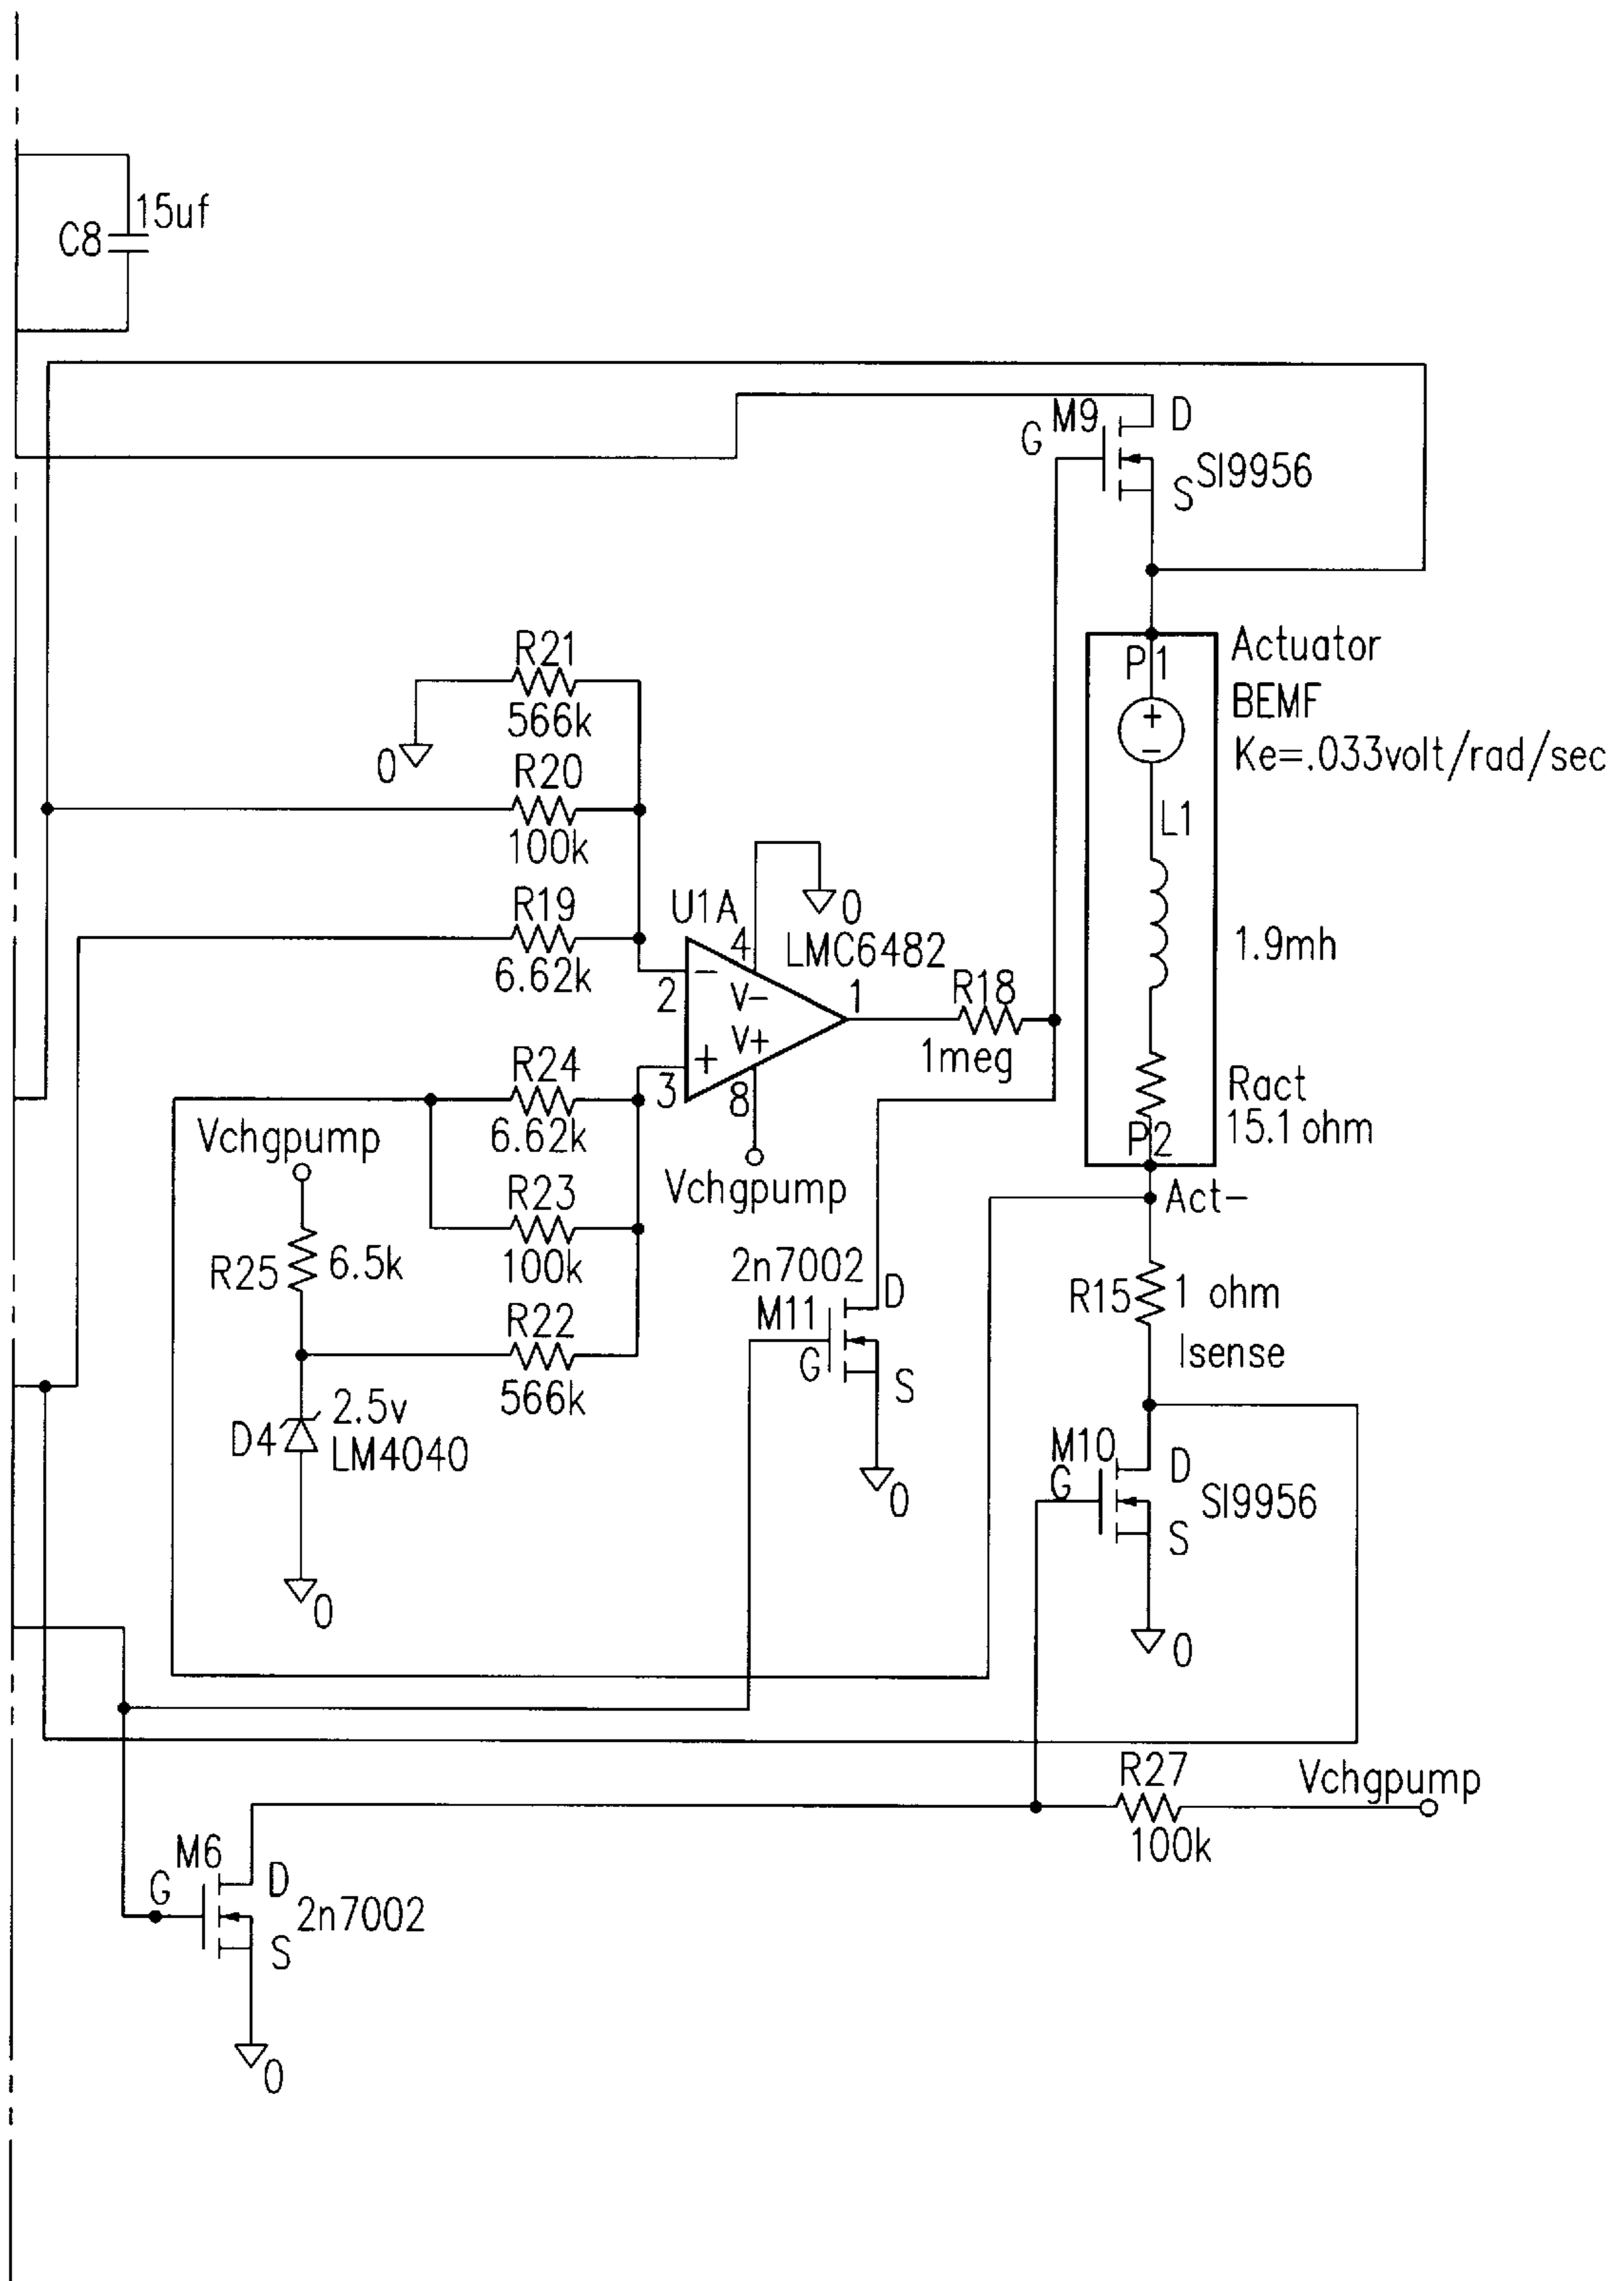 15uf
C8
M9
D
G
SI9956
S
R21
566k
0
R20
100k
R19
6.62k
Actuator
BEMF
Ke=.033volt/rad/sec
P1
+
−
L1
1.9mh
Ract
15.1 ohm
P2
Act−
U1A
4
0
LMC6482
2
−
V−
1
V+
+
3
8
Vchgpump
R18
1meg
R24
6.62k
R23
100k
R22
566k
Vchgpump
R25
6.5k
D4
2.5v
LM4040
0
2n7002
M11
D
G
S
0
R15
1 ohm
Isense
M10
G
D
SI9956
S
0
R27
100k
Vchgpump
M6
G
D
2n7002
S
0